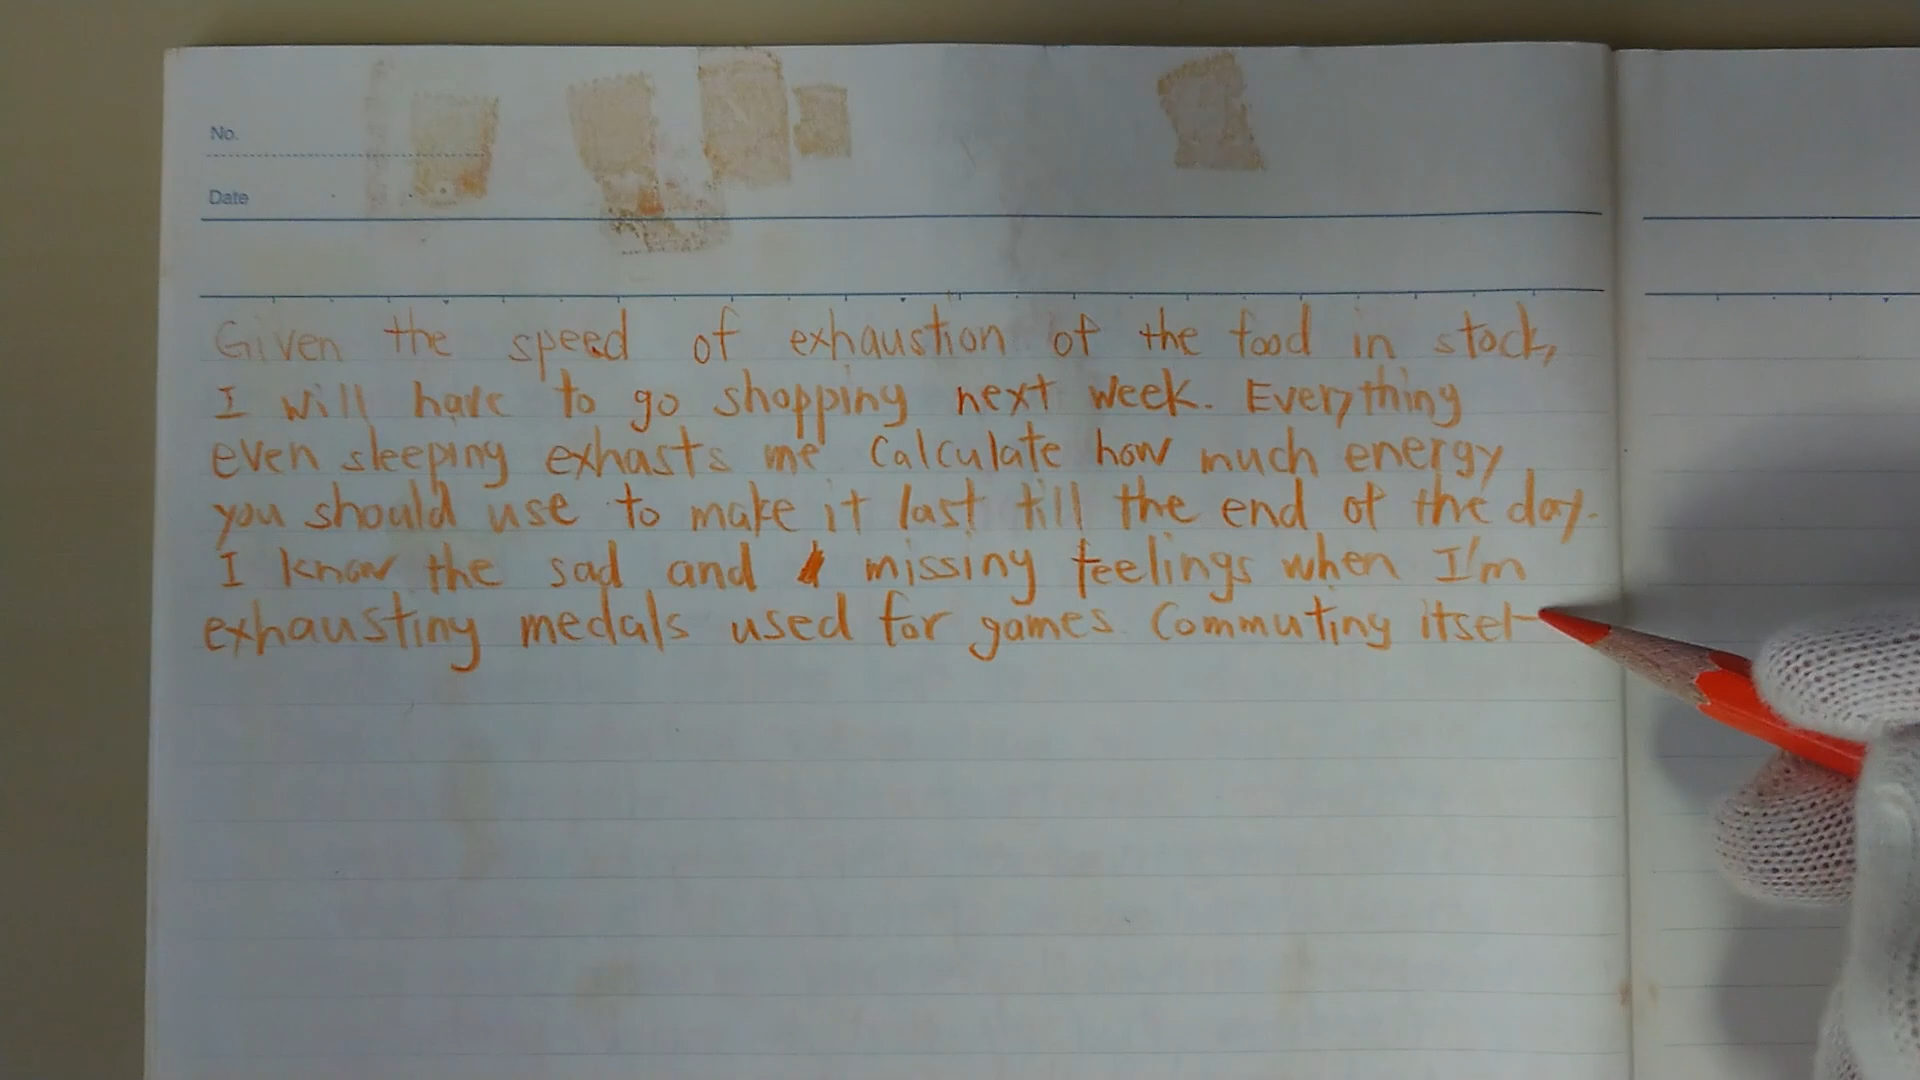 No.
Date
Given the speed of exhaustion of the food in stock,
I will have to go shopping next week. Everything
even sleeping exhasts me Calculate how much energy
you should use to make it last till the end of the day.
I know the sad and missing feelings when I'm
exhausting medals used for games. Commuting itsel